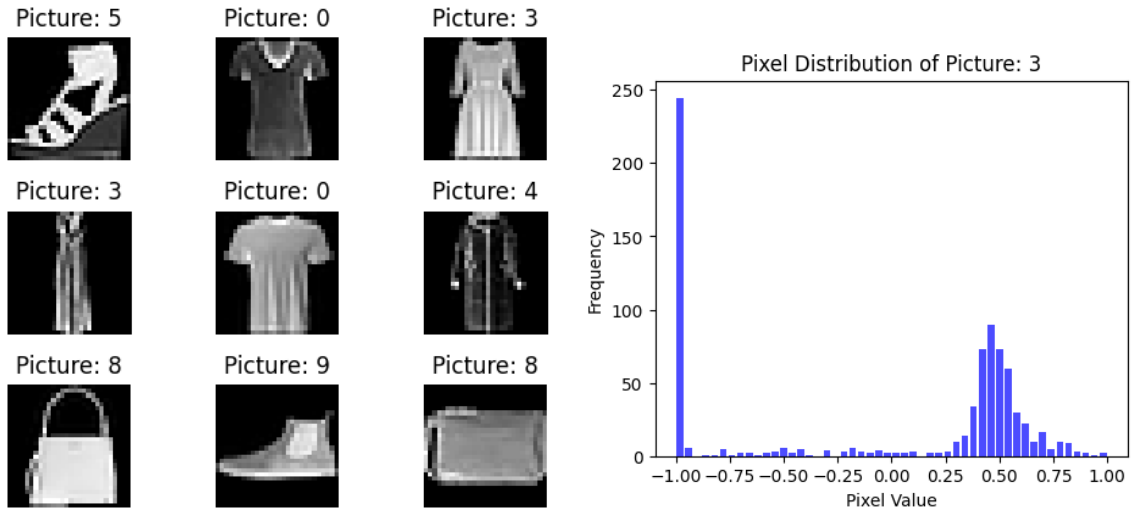 Picture: 5
Picture: 0
Picture: 3
Picture: 3
Picture: 0
Picture: 4
Picture: 8
Picture: 9
Picture: 8
Pixel Distribution of Picture: 3
Frequency
250
200
150
100
50
0
−1.00 −0.75 −0.50 −0.25 0.00 0.25 0.50 0.75 1.00
Pixel Value